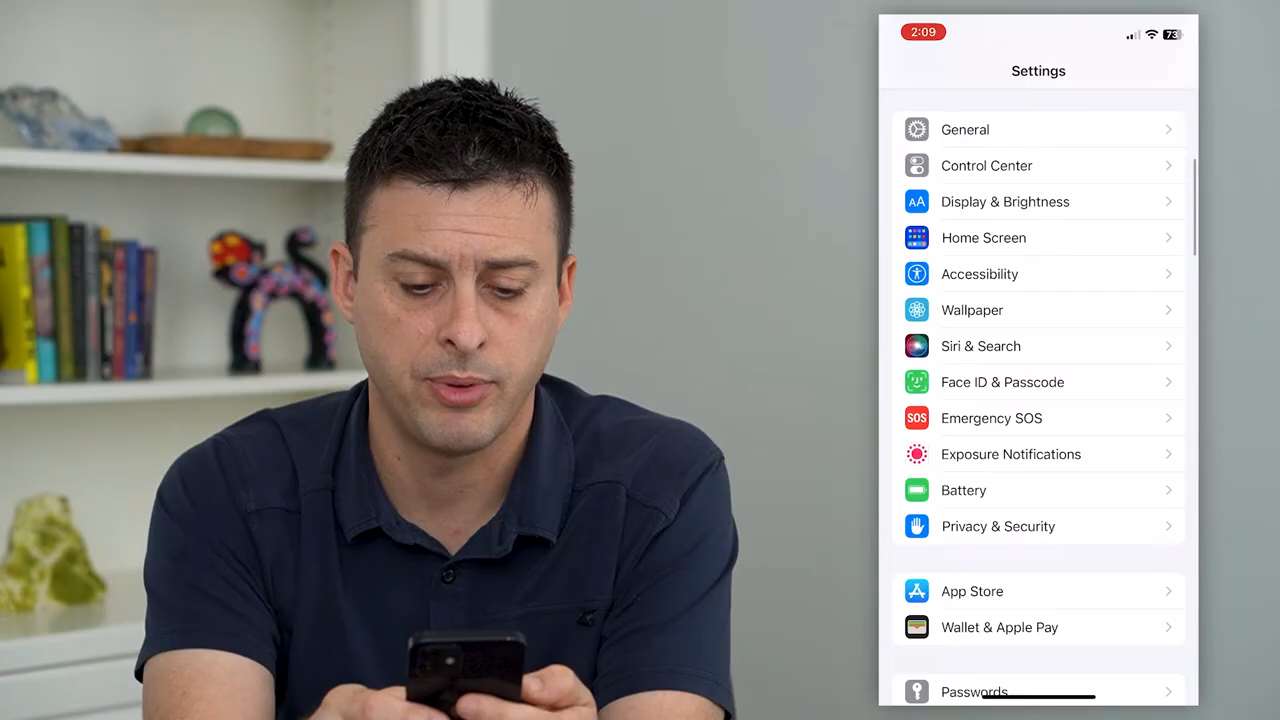 2:09
73
Settings
General
Control Center
AA
Display & Brightness
Home Screen
Accessibility
Wallpaper
Siri & Search
Face ID & Passcode
SOS
Emergency SOS
Exposure Notifications
Battery
Privacy & Security
App Store
Wallet & Apple Pay
Passwords